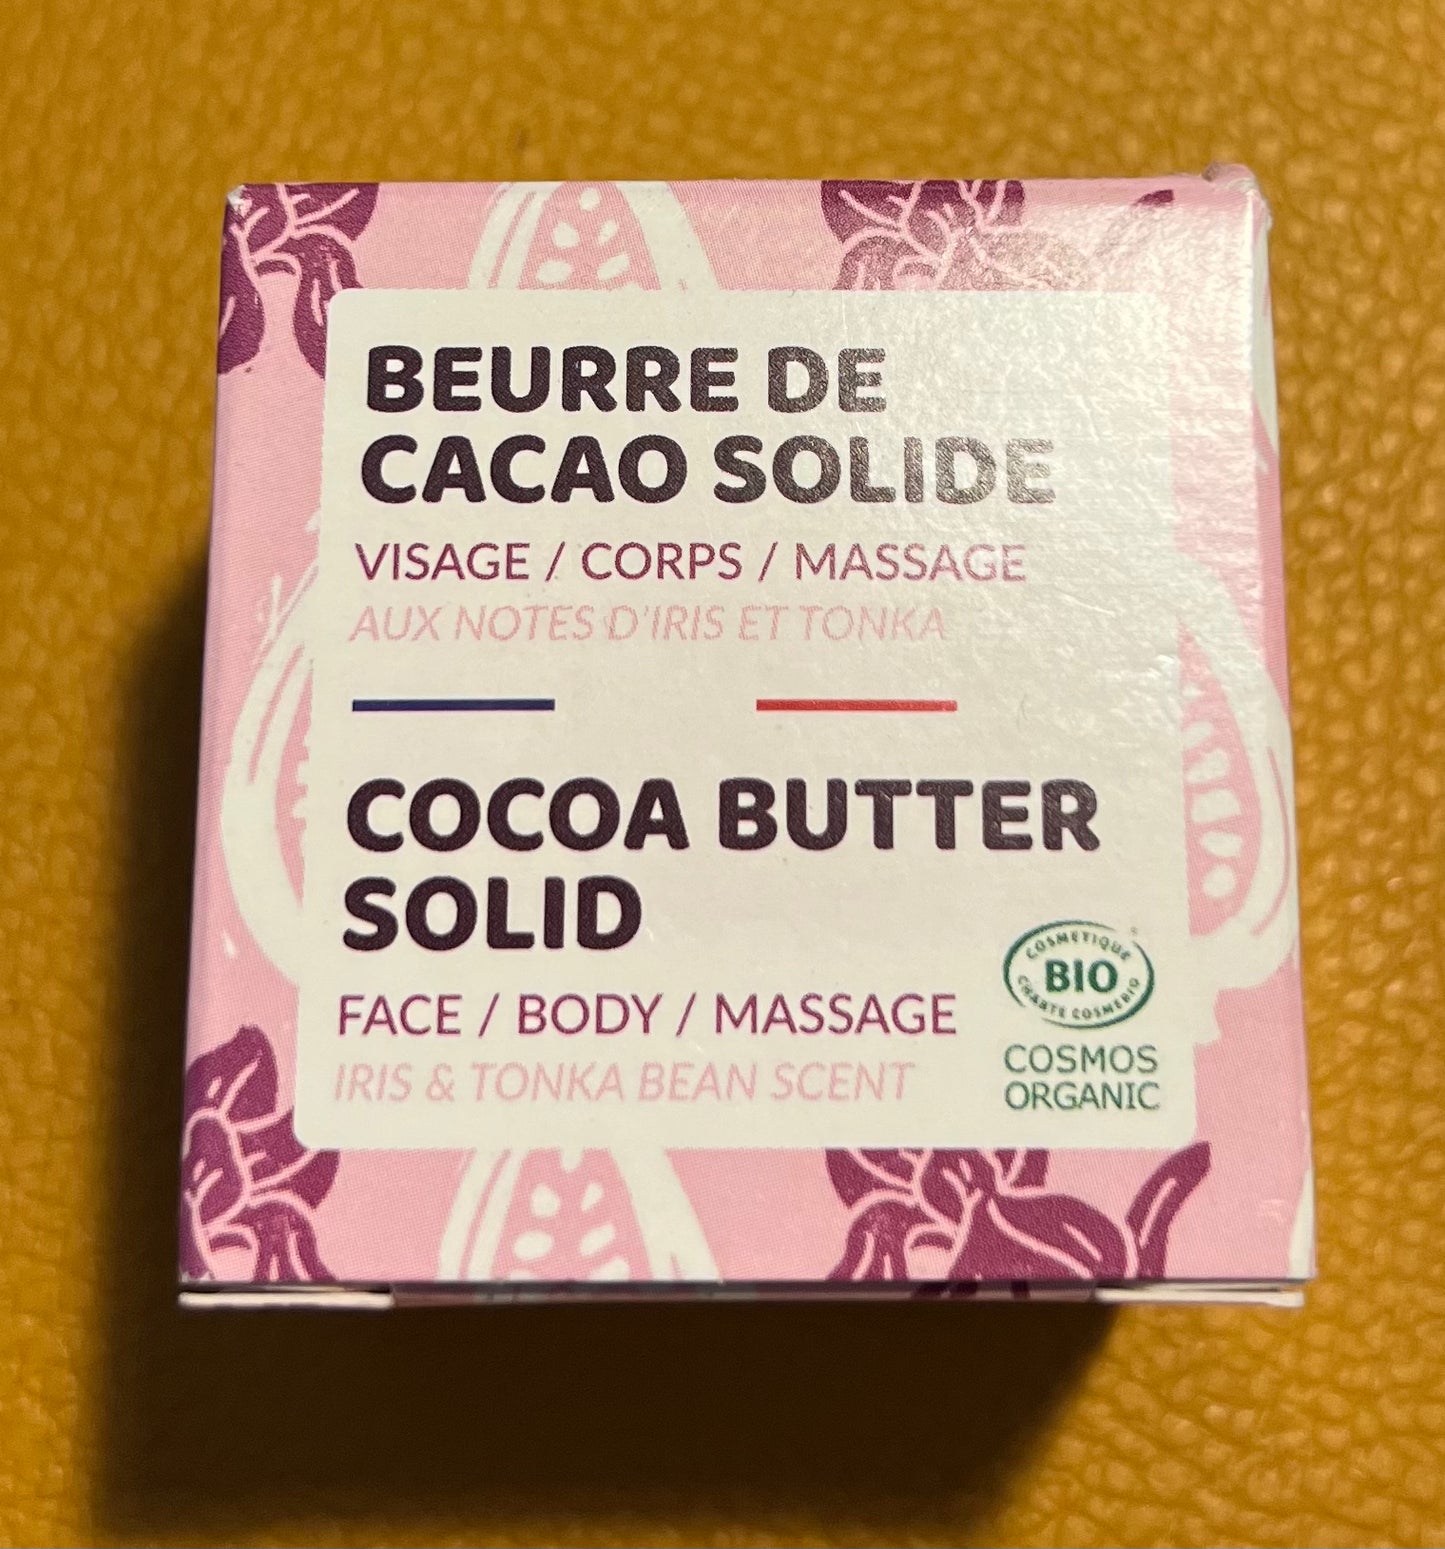 BEURRE DE
CACAO SOLIDE
VISAGE / CORPS / MASSAGE
AUX NOTES D'IRIS ET TONKA
COCOA BUTTER
SOLID
FACE / BODY / MASSAGE
IRIS & TONKA BEAN SCENT
COSMETIQUE
BIO
CHARTE COSMEBIO
COSMOS
ORGANIC